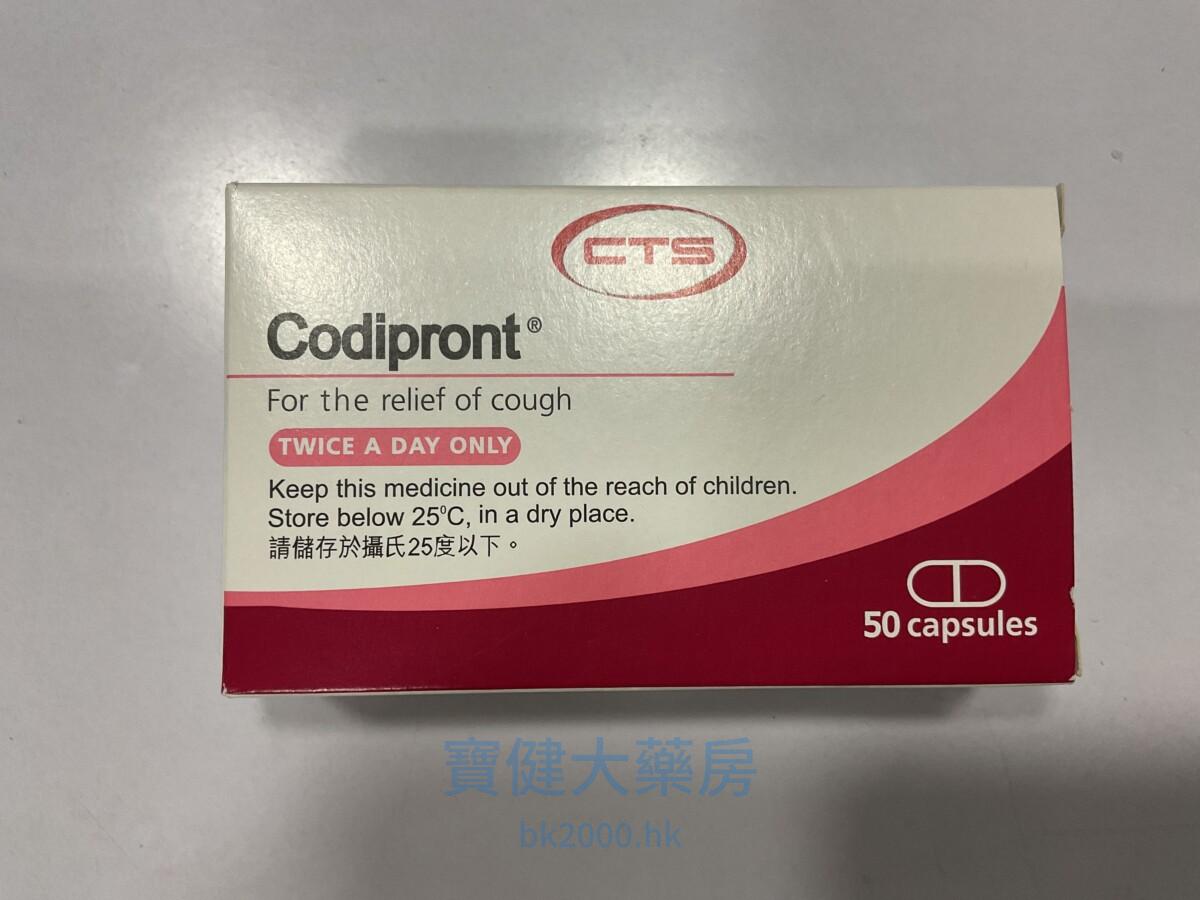 CTS
Codipront®
For the relief of cough
TWICE A DAY ONLY
Keep this medicine out of the reach of children.
Store below 25⁰C, in a dry place.
請儲存於攝氏25度以下。
50 capsules
寶健大藥房
bk2000.hk